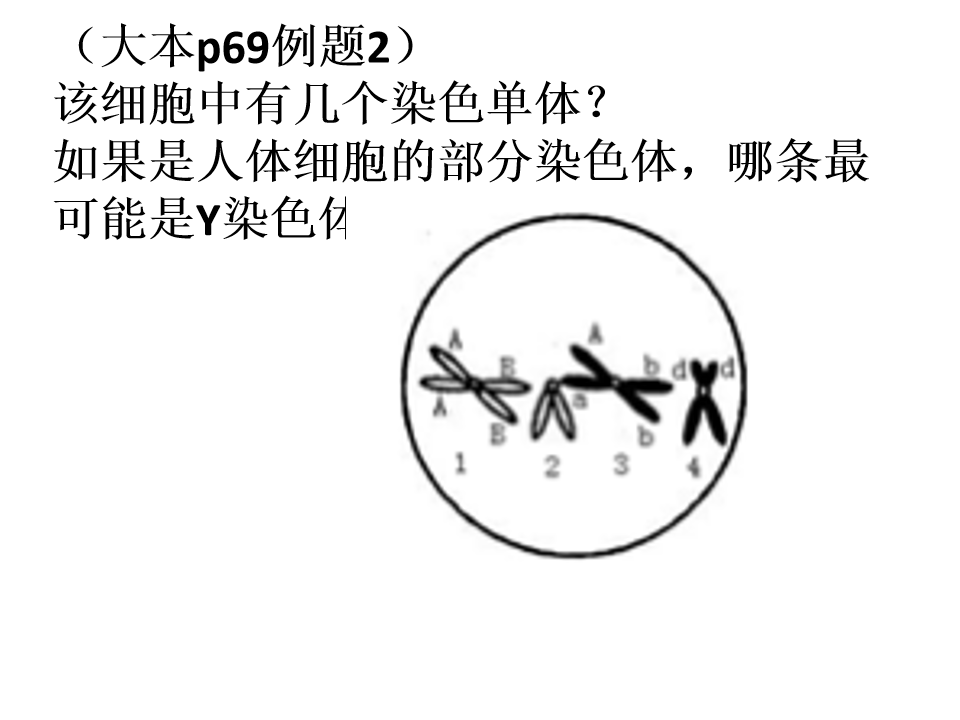 （大本p69例题2）
该细胞中有几个染色单体？
如果是人体细胞的部分染色体，哪条最
可能是Y染色体
A
A
B
B
a
A
b
b
d
d
1
2
3
4